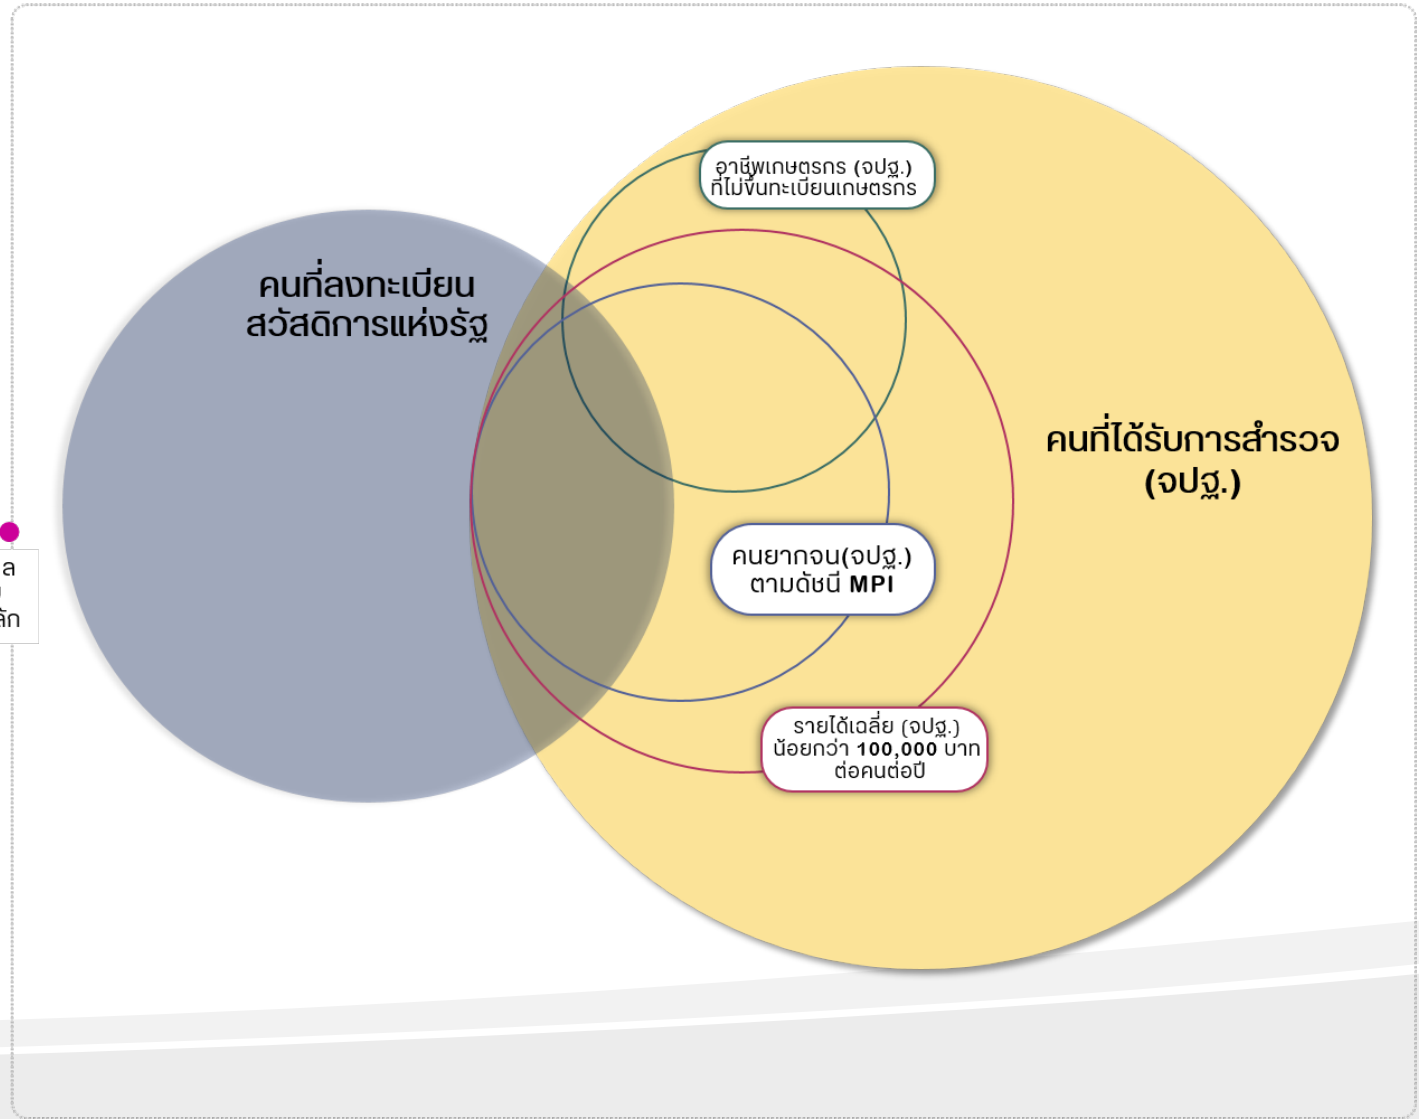 อาชีพเกษตรกร (จปฐ.)
ที่ไม่ขึ้นทะเบียนเกษตรกร
คนที่ลงทะเบียน
สวัสดิการแห่งรัฐ
คนที่ได้รับการสำรวจ
(จปฐ.)
คนยากจน(จปฐ.)
ตามดัชนี MPI
รายได้เฉลี่ย (จปฐ.)
น้อยกว่า 100,000 บาท
ต่อคนต่อปี